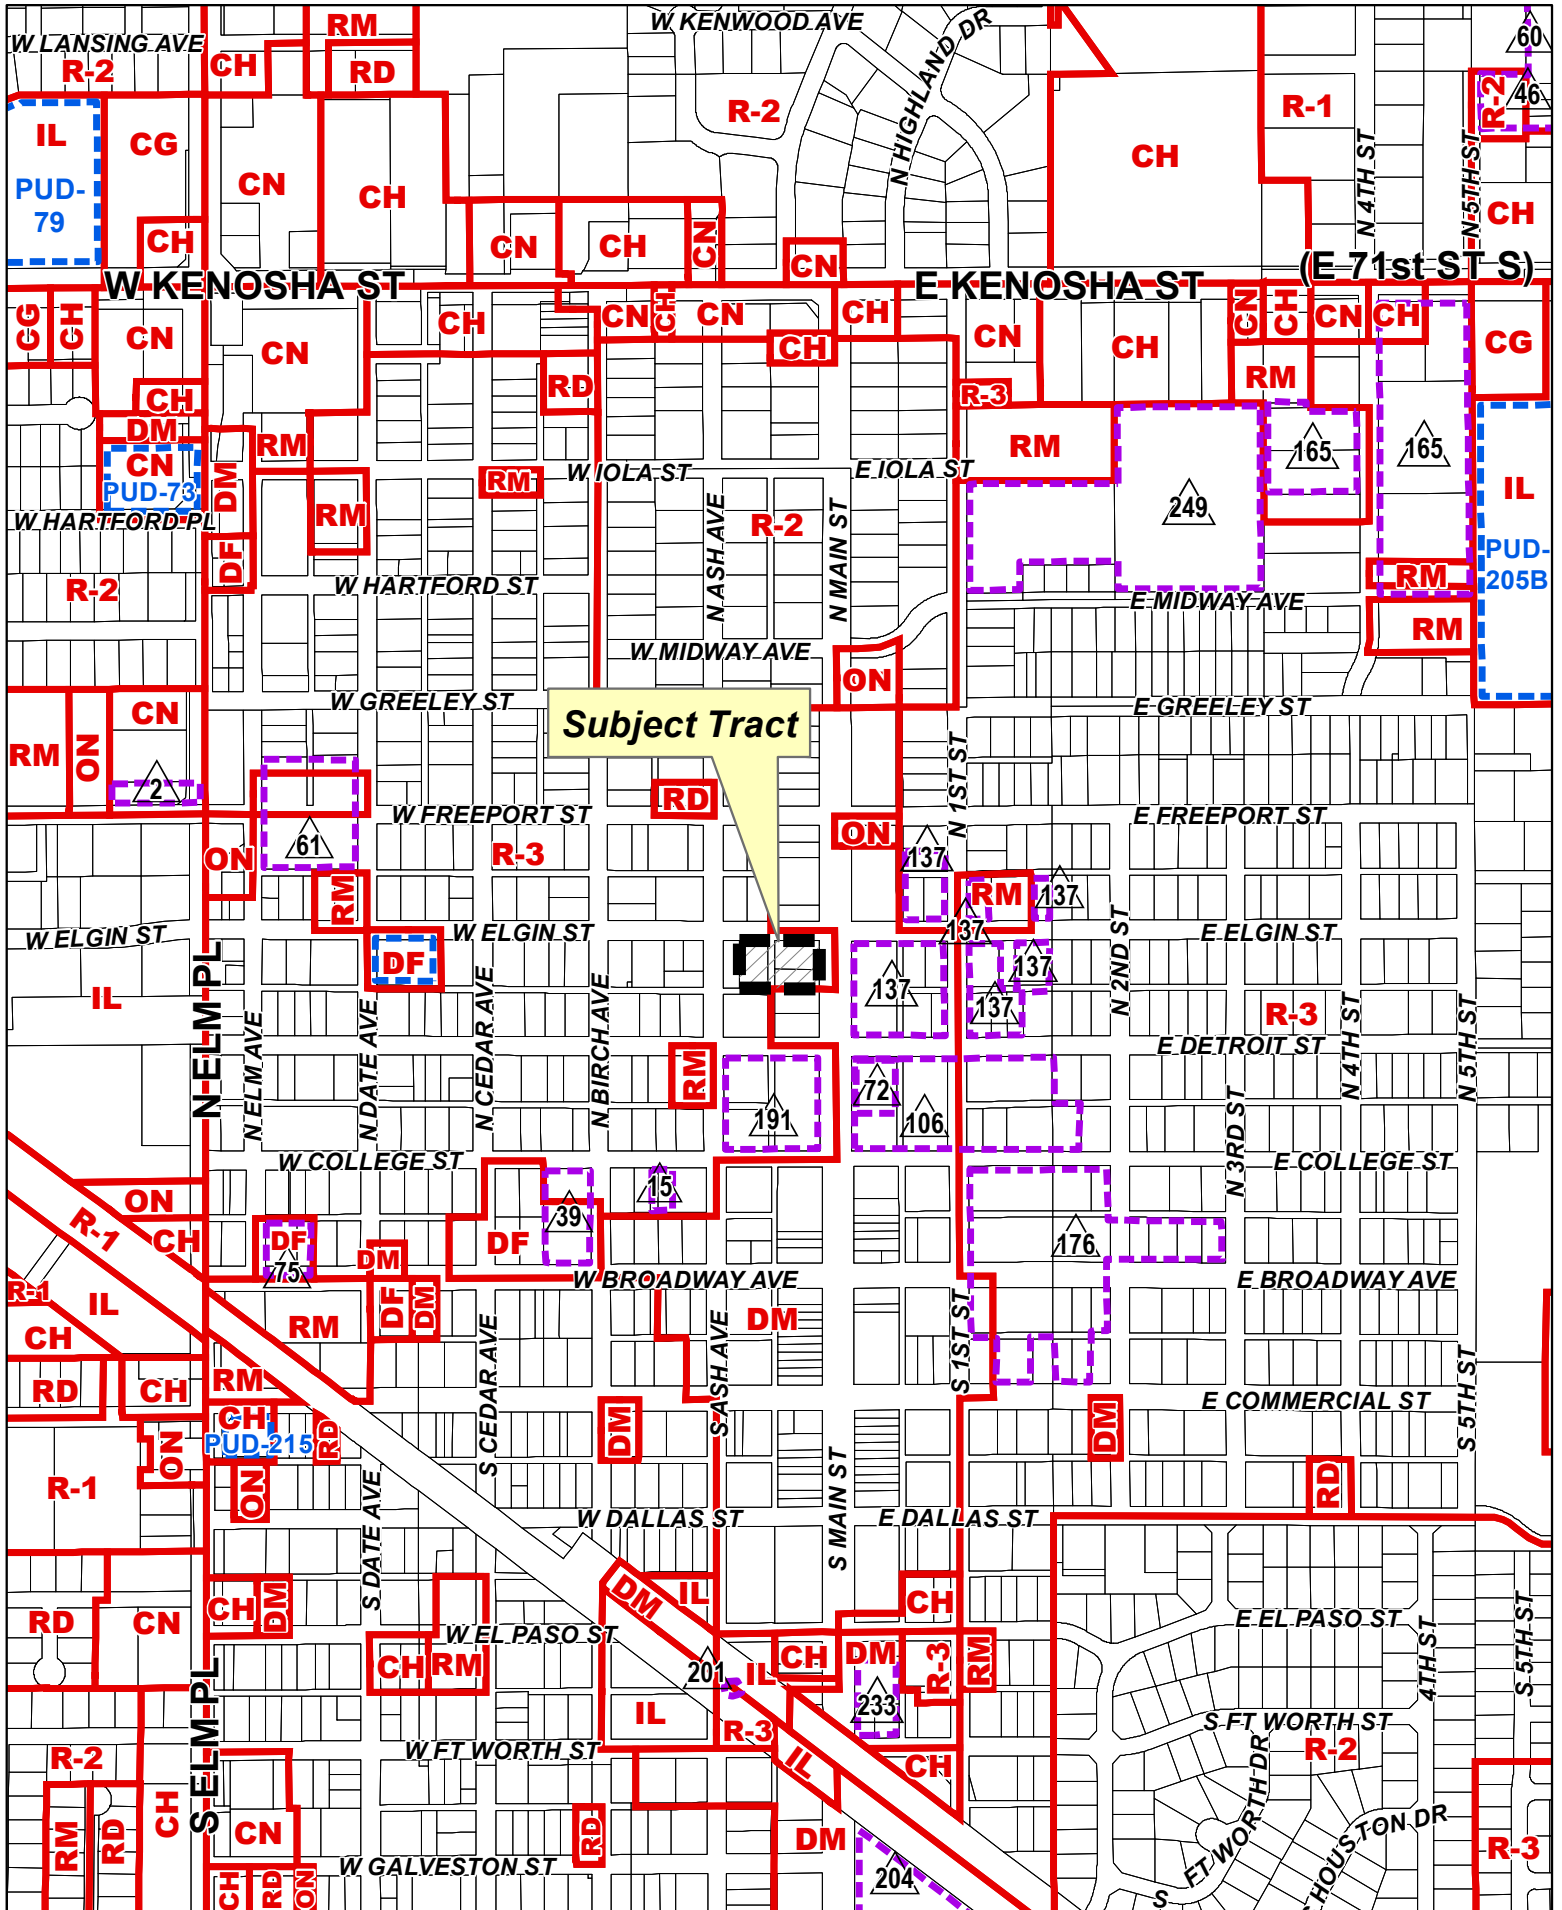 W KENWOOD AVE
RM
W LANSING AVE
R-2
CH
RD
N HIGHLAND DR
60
46
R-2
IL
PUD-
79
CG
CN
CH
R-2
CH
R-1
N 4TH ST
N 5TH ST
CH
CH
CN
CH
CN
CN
(E 71st ST S)
W KENOSHA ST
E KENOSHA ST
CG
CH
CN
CN
CH
CN
CH
CN
CH
CH
CN
CH
CN
CH
CN
CH
CG
RM
CH
RD
R-3
DM
CN
PUD-73
DM
RM
RM
W IOLA ST
E IOLA ST
RM
165
165
249
IL
PUD-
205B
W HARTFORD PL
RM
DF
N ASH AVE
R-2
N MAIN ST
R-2
W HARTFORD ST
RM
E MIDWAY AVE
RM
W MIDWAY AVE
ON
W GREELEY ST
E GREELEY ST
Subject Tract
RM
ON
CN
2
N 1ST ST
RD
W FREEPORT ST
E FREEPORT ST
61
ON
R-3
ON
137
RM
RM
137
137
W ELGIN ST
W ELGIN ST
E ELGIN ST
N 2ND ST
DF
137
137
137
IL
N ELM PL
N ELM AVE
N DATE AVE
N CEDAR AVE
N BIRCH AVE
R-3
N 4TH ST
N 5TH ST
E DETROIT ST
RM
72
191
106
N 3RD ST
W COLLEGE ST
E COLLEGE ST
ON
15
39
R-1
CH
DF
75
DM
DF
176
R-1
IL
CH
W BROADWAY AVE
E BROADWAY AVE
RM
DF
DM
DM
S CEDAR AVE
S ASH AVE
S 1ST ST
S 5TH ST
RD
CH
RM
E COMMERCIAL ST
CH
PUD-215
RD
ON
DM
DM
R-1
ON
RD
S DATE AVE
S MAIN ST
W DALLAS ST
E DALLAS ST
RD
CN
CH
DM
DM
IL
CH
E EL PASO ST
4TH ST
S 5TH ST
W EL PASO ST
CH
RM
201
IL
CH
DM
R-3
RM
S ELM PL
IL
R-3
233
S FT WORTH ST
R-2
W FT WORTH ST
IL
CH
R-2
RM
RD
CH
CN
RD
DM
S FT WORTH DR
HOUSTON DR
R-3
W GALVESTON ST
204
CH
RD
ON